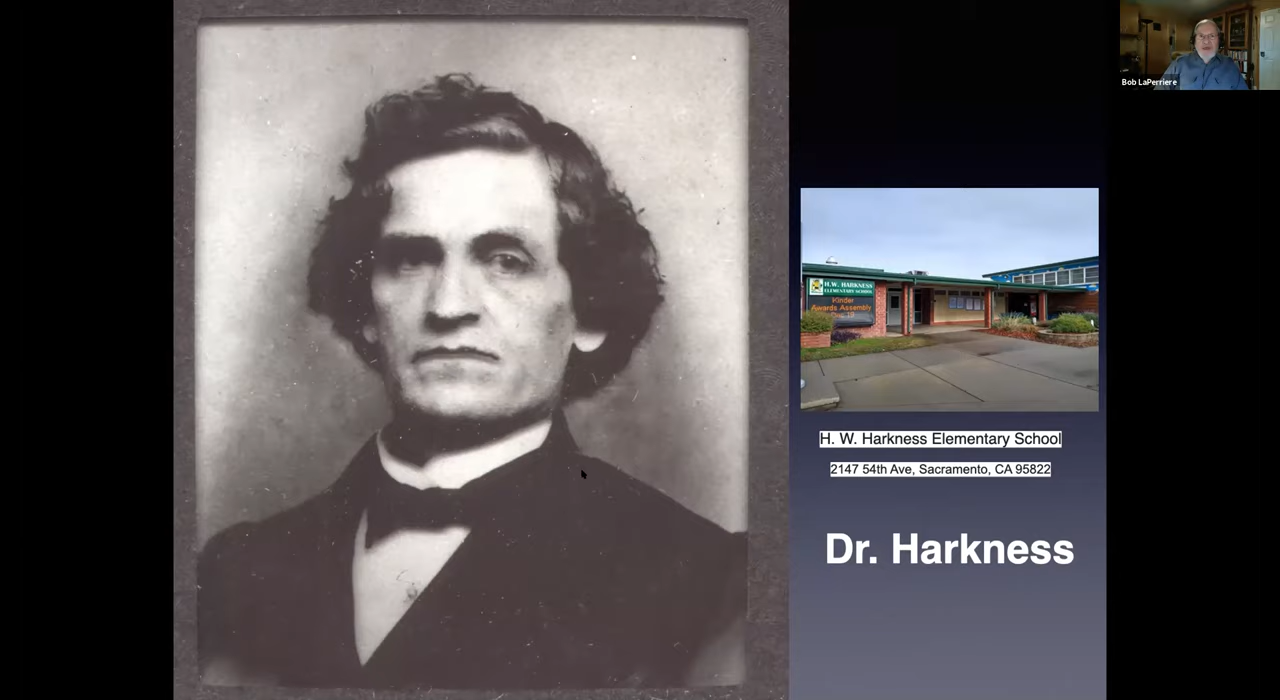 Bob LaPerriere
H.W. HARKNESS
ELEMENTARY SCHOOL
Kinder
Awards Assembly
H. W. Harkness Elementary School
2147 54th Ave, Sacramento, CA 95822
Dr. Harkness